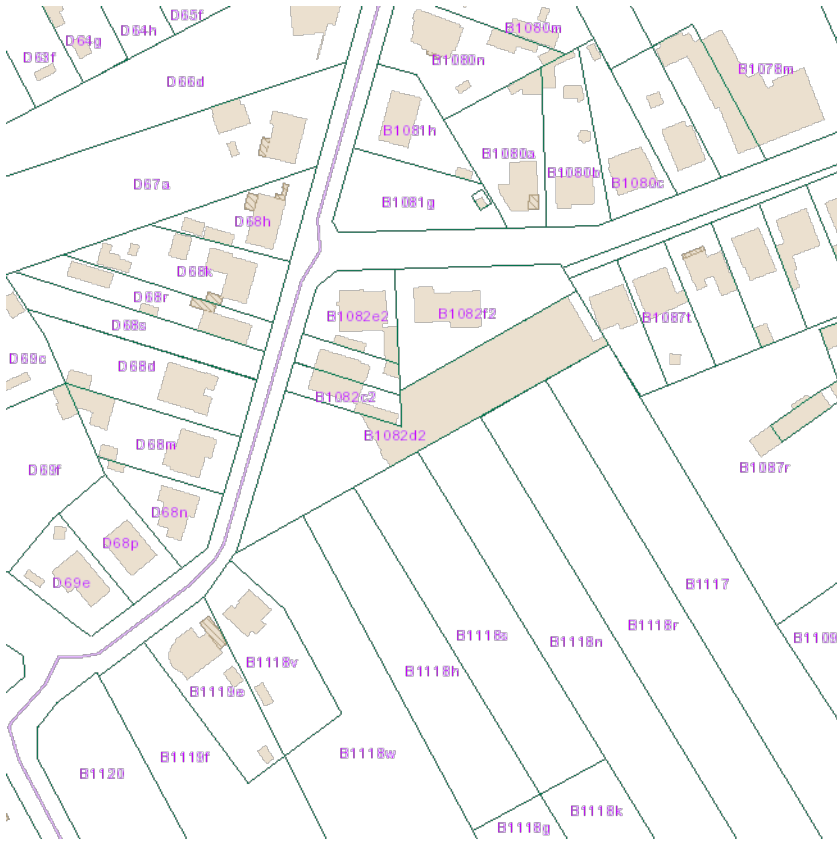 D65f
B1080m
D64g
D64h
D63f
B1080n
B1078m
D66d
B1081h
B1080a
D67a
B1080b
B1080c
B1081g
D68h
D68k
D68r
B1082e2
B1082f2
B1087t
D68s
D69c
D68d
B1082c2
B1082d2
D68m
D69f
B1087r
D68n
D68p
D69e
B1117
B1118r
B1118s
B1109
B1118n
B1118v
B1118h
B1119e
B1118w
B1119f
B1120
B1118k
B1118g